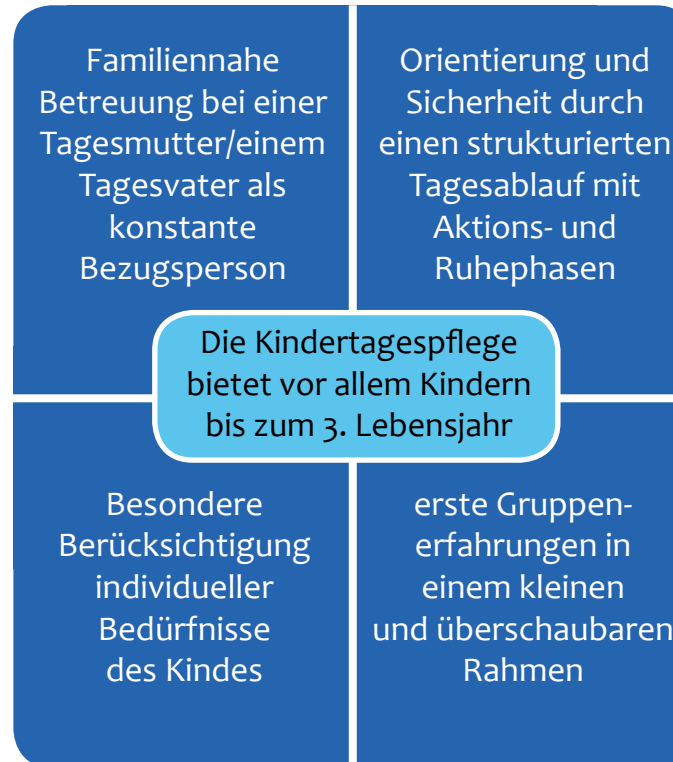 Familiennahe
Betreuung bei einer
Tagesmutter/einem
Tagesvater als
konstante
Bezugsperson
Orientierung und
Sicherheit durch
einen strukturierten
Tagesablauf mit
Aktions- und
Ruhephasen
Die Kindertagespflege
bietet vor allem Kindern
bis zum 3. Lebensjahr
Besondere
Berücksichtigung
individueller
Bedürfnisse
des Kindes
erste Gruppen-
erfahrungen in
einem kleinen
und überschaubaren
Rahmen